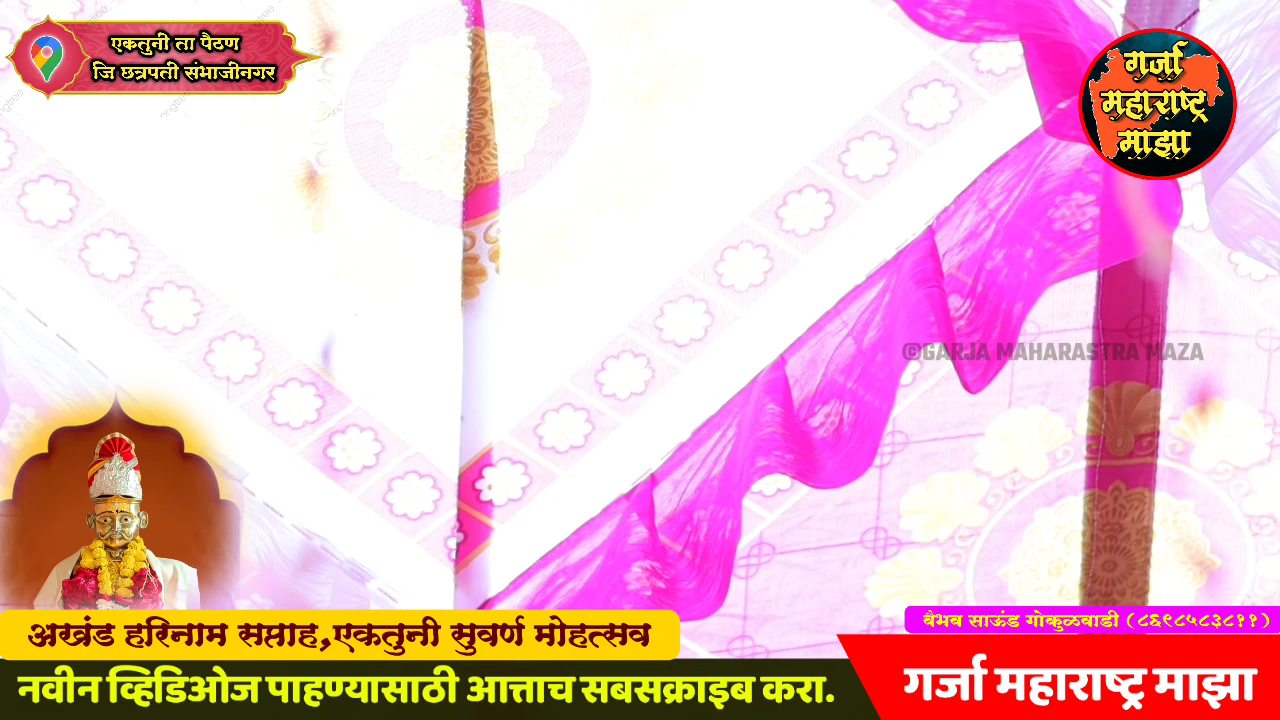 एकतुनी ता पैठण
जि छत्रपती संभाजीनगर
गर्जा
महाराष्ट्र
माझा
©GARJA MAHARASTRA MAZA
अखंड हरिनाम सप्ताह,एकतुनी सुवर्ण मोहत्सव
वैभव साऊंड गोकुळवाडी (८६९८५८३८११)
नवीन व्हिडिओज पाहण्यासाठी आत्ताच सबसक्राइब करा.
गर्जा महाराष्ट्र माझा